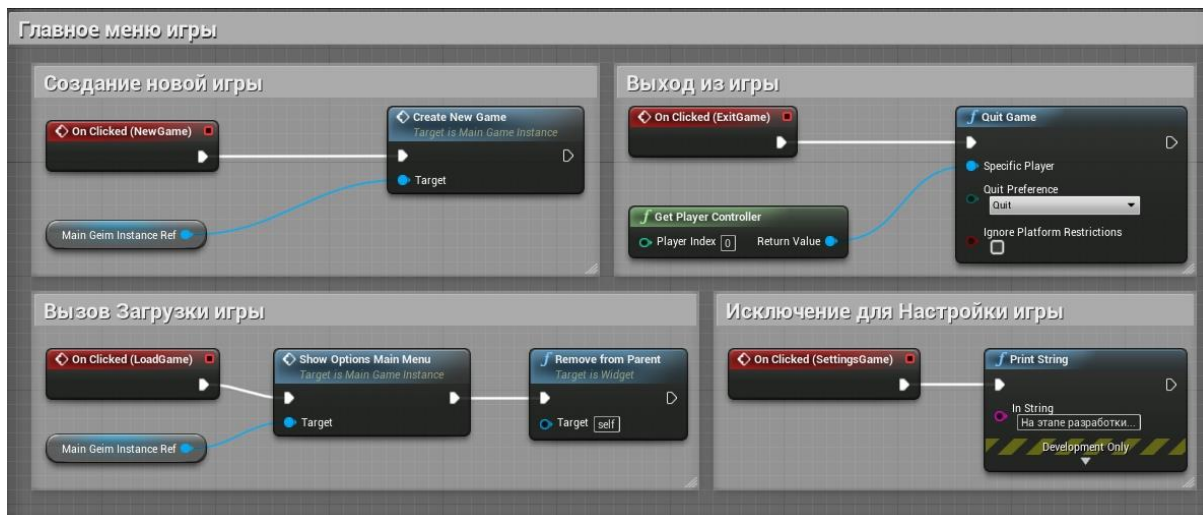 Главное меню игры
Создание новой игры
On Clicked (NewGame)
Create New Game
Target is Main Game Instance
Target
Main Geim Instance Ref
Выход из игры
On Clicked (ExitGame)
Quit Game
Specific Player
Quit Preference
Quit
Ignore Platform Restrictions
Get Player Controller
Player Index 0 Return Value
Вызов Загрузки игры
On Clicked (LoadGame)
Show Options Main Menu
Target is Main Game Instance
Target
Remove from Parent
Target is Widget
Target self
Main Geim Instance Ref
Исключение для Настройки игры
On Clicked (SettingsGame)
Print String
In String
На этапе разработки...
Development Only